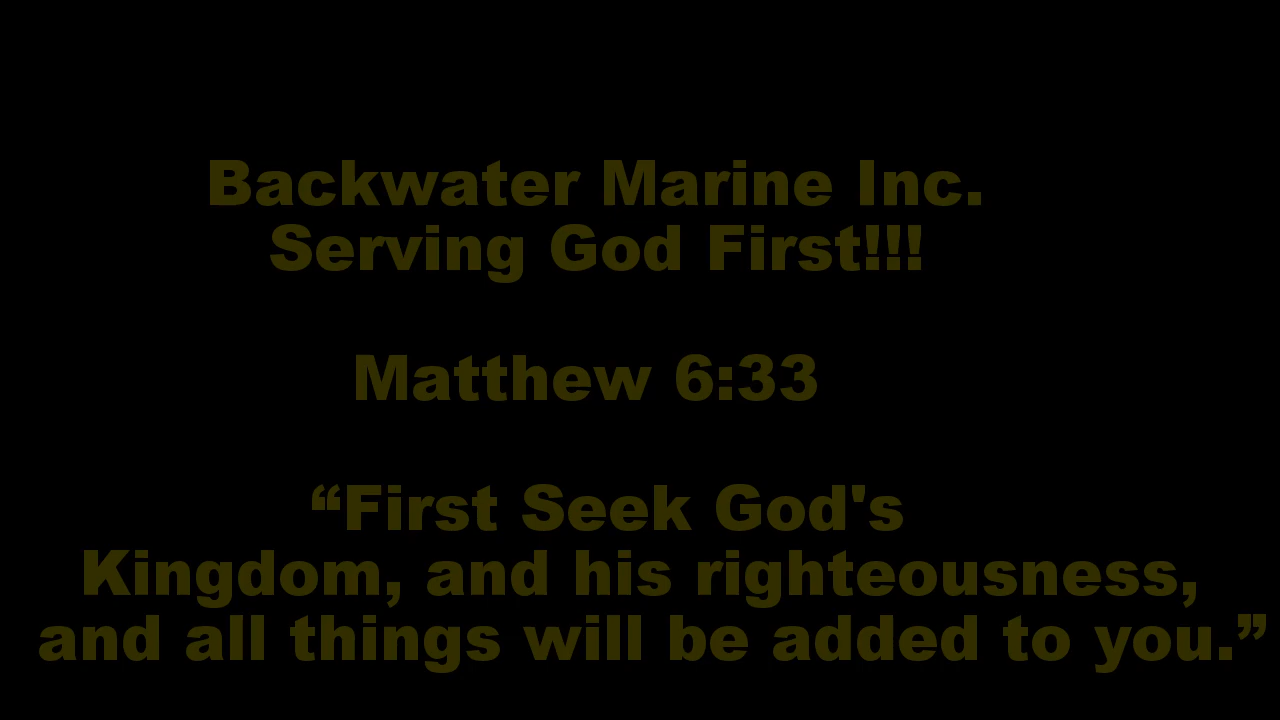 Backwater Marine Inc.
Serving God First!!!
Matthew 6:33
“First Seek God's
Kingdom, and his righteousness,
and all things will be added to you.”